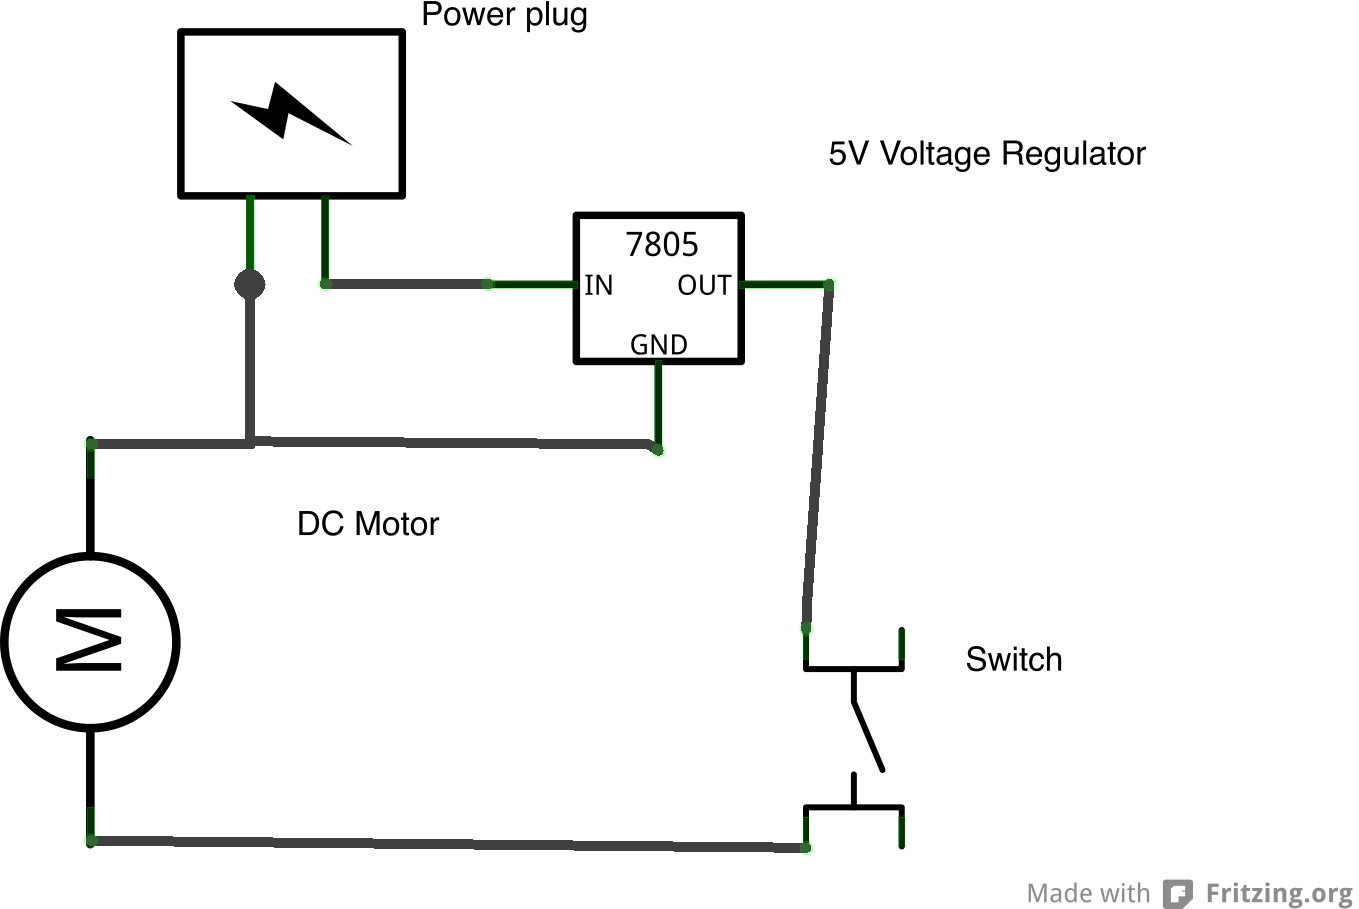 Power plug
5V Voltage Regulator
7805
IN OUT
GND
DC Motor
M
Switch
Made with Fritzing.org